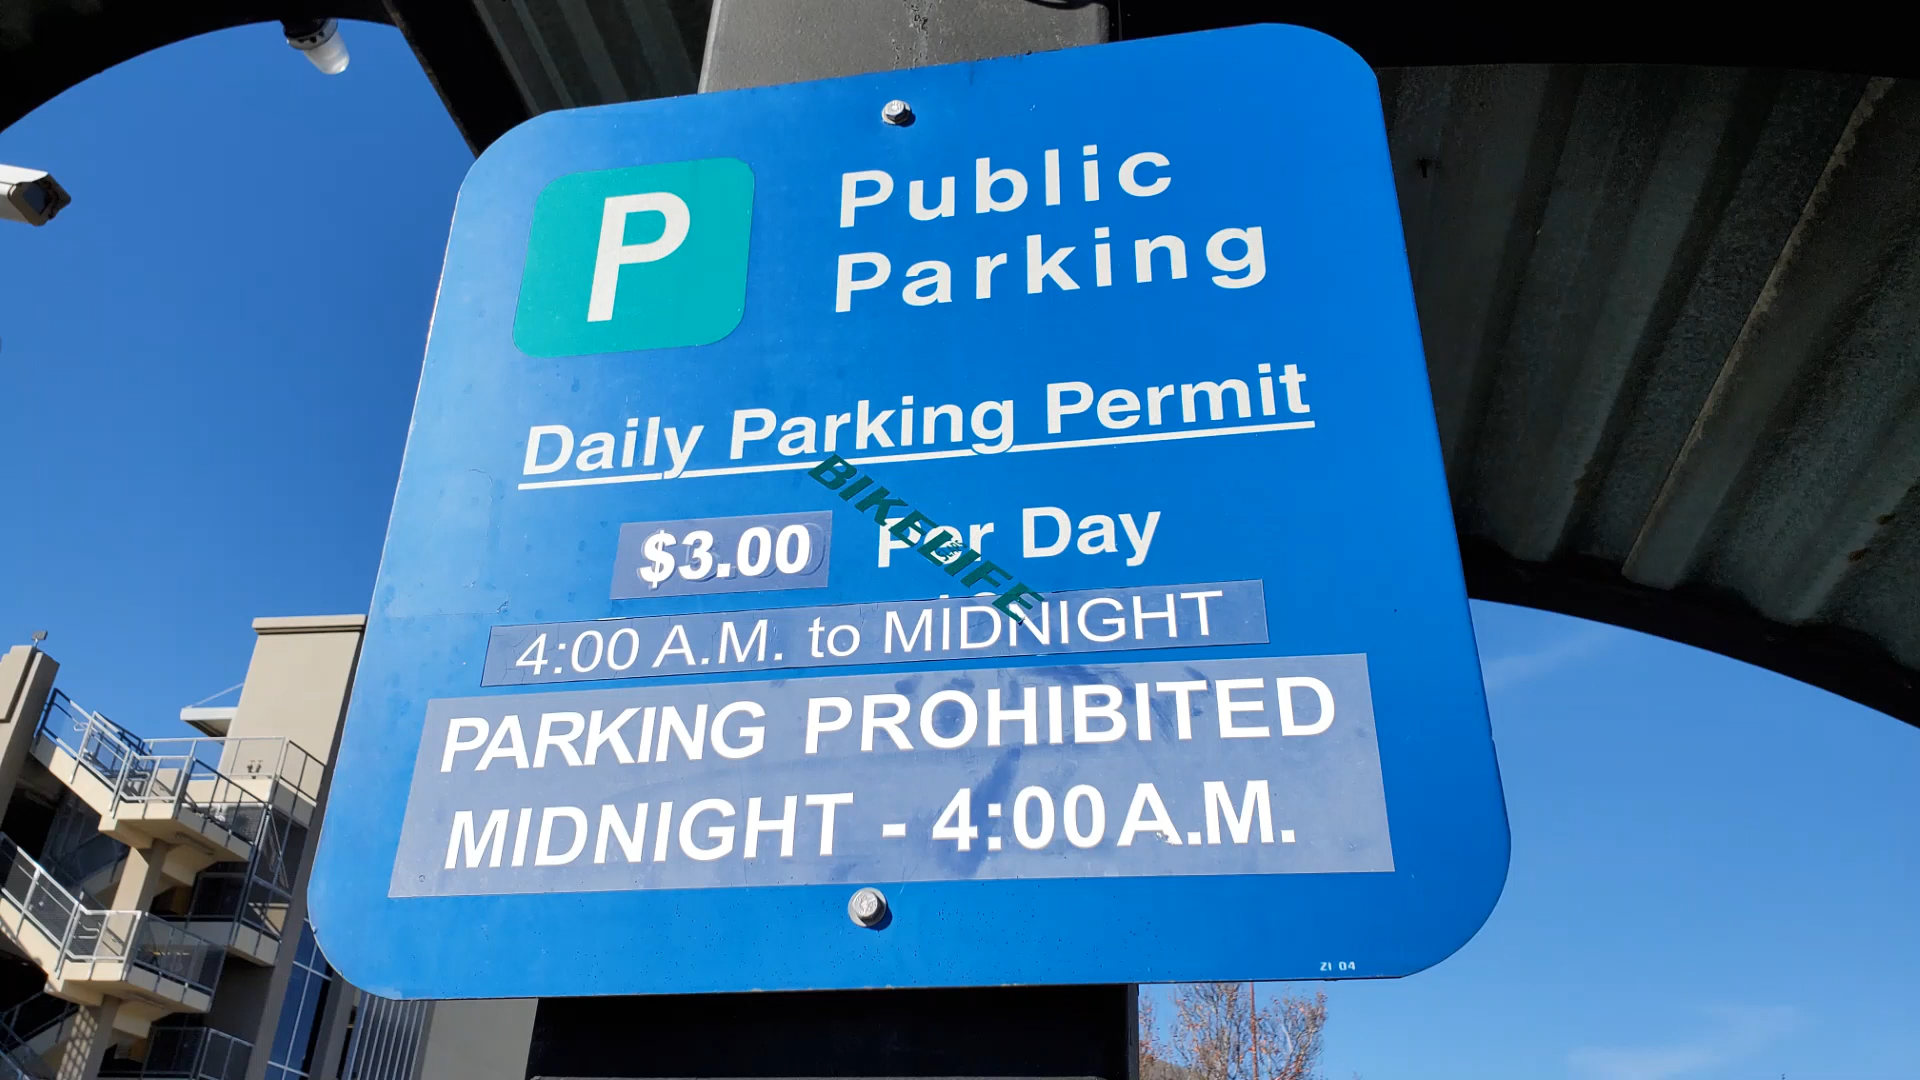 P
Public
Parking
Daily Parking Permit
BIKELIFE
$3.00 Per Day
4:00 A.M. to MIDNIGHT
PARKING PROHIBITED
MIDNIGHT - 4:00 A.M.
ZI 04